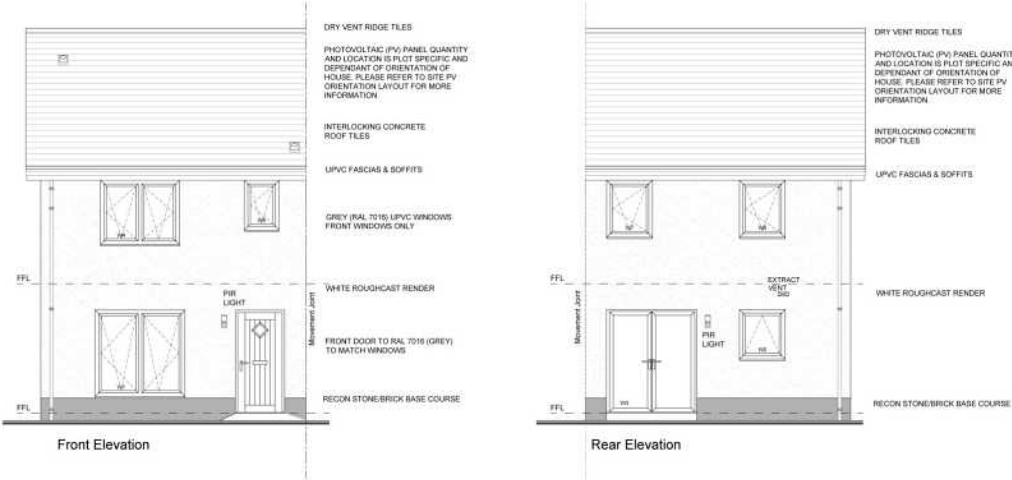 DRY VENT RIDGE TILES
PHOTOVOLTAIC (PV) PANEL QUANTITY
AND LOCATION IS PLOT SPECIFIC AND
DEPENDANT OF ORIENTATION OF
HOUSE. PLEASE REFER TO SITE PV
ORIENTATION LAYOUT FOR MORE
INFORMATION
INTERLOCKING CONCRETE
ROOF TILES
UPVC FASCIAS & SOFFITS
GREY (RAL 7016) UPVC WINDOWS
FRONT WINDOWS ONLY
FFL
WHITE ROUGHCAST RENDER
PIR
LIGHT
Movement Joint
FRONT DOOR TO RAL 7016 (GREY)
TO MATCH WINDOWS
RECON STONE/BRICK BASE COURSE
FFL
Front Elevation
DRY VENT RIDGE TILES
PHOTOVOLTAIC (PV) PANEL QUANTIT
AND LOCATION IS PLOT SPECIFIC AN
DEPENDANT OF ORIENTATION OF
HOUSE. PLEASE REFER TO SITE PV
ORIENTATION LAYOUT FOR MORE
INFORMATION
INTERLOCKING CONCRETE
ROOF TILES
UPVC FASCIAS & SOFFITS
FFL
EXTRACT
VENT
WHITE ROUGHCAST RENDER
Movement Joint
PIR
LIGHT
RECON STONE/BRICK BASE COURSE
FFL
Rear Elevation